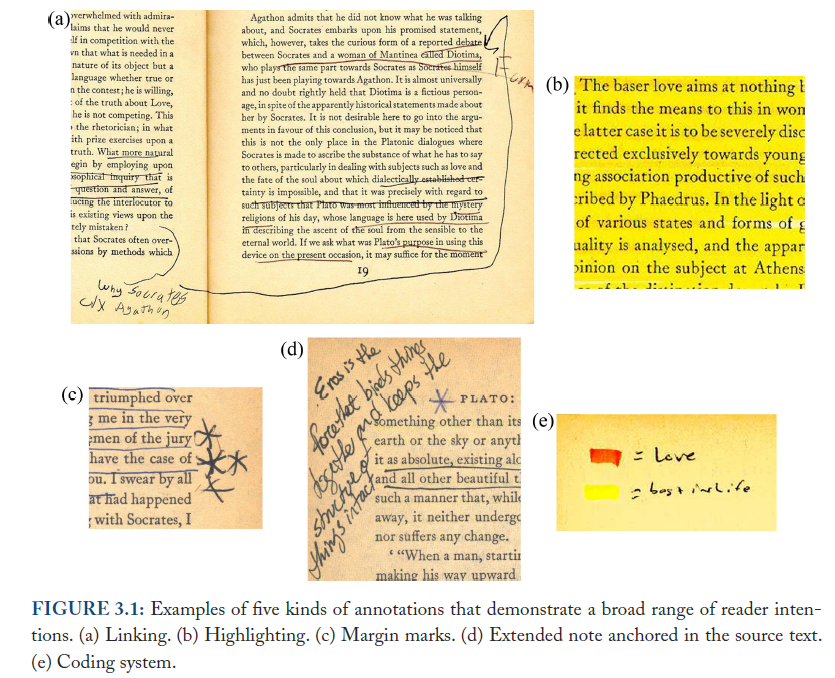 (a)
overwhelmed with admira-
laims that he would never
lf in competition with the
vn that what is needed in a
nature of its object but a
language whether true or
n the contest; he is willing,
of the truth about Love,
he is not competing. This
the rhetorician; in what
ith prize exercises upon a
truth. What more natural
egin by employing upon
osophical inquiry that is
question and answer, of
ucing the interlocutor to
is existing views upon the
tely mistaken?
that Socrates often over-
ssions by methods which
Why Socrates
Agathon
Agathon admits that he did not know what he was talking
about, and Socrates embarks upon his promised statement,
which, however, takes the curious form of a reported debate
between Socrates and a woman of Mantinea called Diotima,
who plays the same part towards Socrates as Socrates himself
has just been playing towards Agathon. It is almost universally
and no doubt rightly held that Diotima is a fictitious person-
age, in spite of the apparently historical statements made about
her by Socrates. It is not desirable here to go into the argu-
ments in favour of this conclusion, but it may be noticed that
this is not the only place in the Platonic dialogues where
Socrates is made to ascribe the substance of what he has to say
to others, particularly in dealing with subjects such as love and
the fate of the soul about which dialectically established cer-
tainty is impossible, and that it was precisely with regard to
such subjects that Plato was most influenced by the mystery
religions of his day, whose language is here used by Diotima
in describing the ascent of the soul from the sensible to the
eternal world. If we ask what was Plato's purpose in using this
device on the present occasion, it may suffice for the moment
19
Form
(b)
The baser love aims at nothing b
it finds the means to this in wom
e latter case it is to be severely disc
rected exclusively towards young
ng association productive of such
cribed by Phaedrus. In the light o
of various states and forms of g
uality is analysed, and the appar
pinion on the subject at Athens
(c)
triumphed over
g me in the very
emen of the jury
have the case of
ou. I swear by all
at had happened
with Socrates, I
(d)
Eros is the
force that binds things
together and keeps the
structure of
things intact
PLATO:
something other than its
earth or the sky or anyth
it as absolute, existing alo
and all other beautiful t
such a manner that, while
away, it neither undergo
nor suffers any change.
‘“When a man, startin
making his way upward
(e)
= Love
= best in Life
FIGURE 3.1: Examples of five kinds of annotations that demonstrate a broad range of reader inten-
tions. (a) Linking. (b) Highlighting. (c) Margin marks. (d) Extended note anchored in the source text.
(e) Coding system.